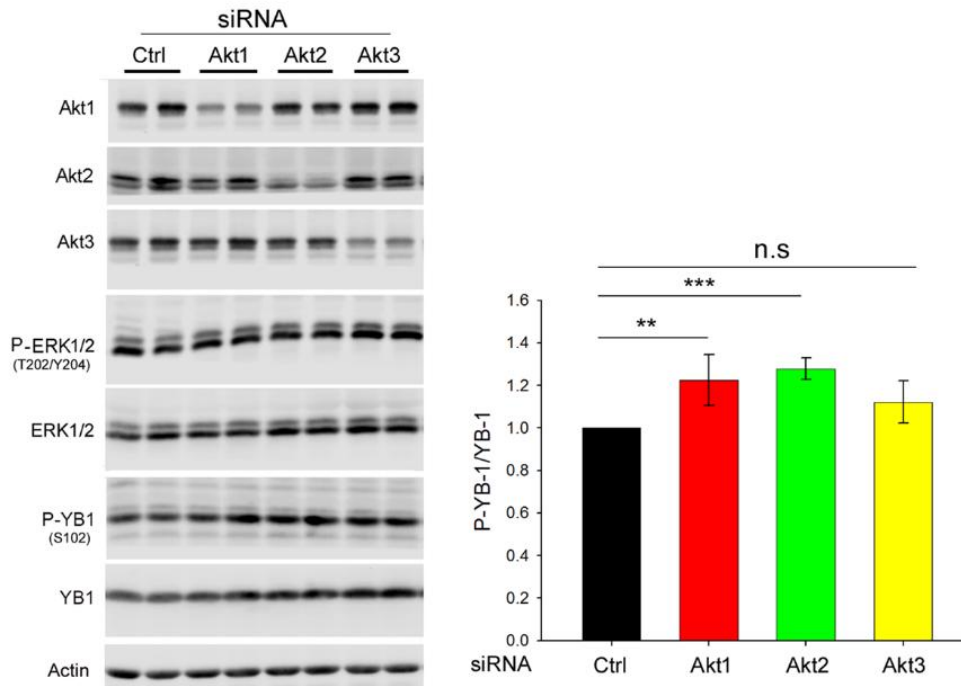 siRNA
Ctrl Akt1 Akt2 Akt3
Akt1
Akt2
Akt3
P-ERK1/2
(T202/Y204)
ERK1/2
P-YB1
(S102)
YB1
Actin
n.s
***
**
1.6
1.4
1.2
1.0
0.8
0.6
0.4
0.2
0.0
P-YB-1/YB-1
siRNA Ctrl Akt1 Akt2 Akt3